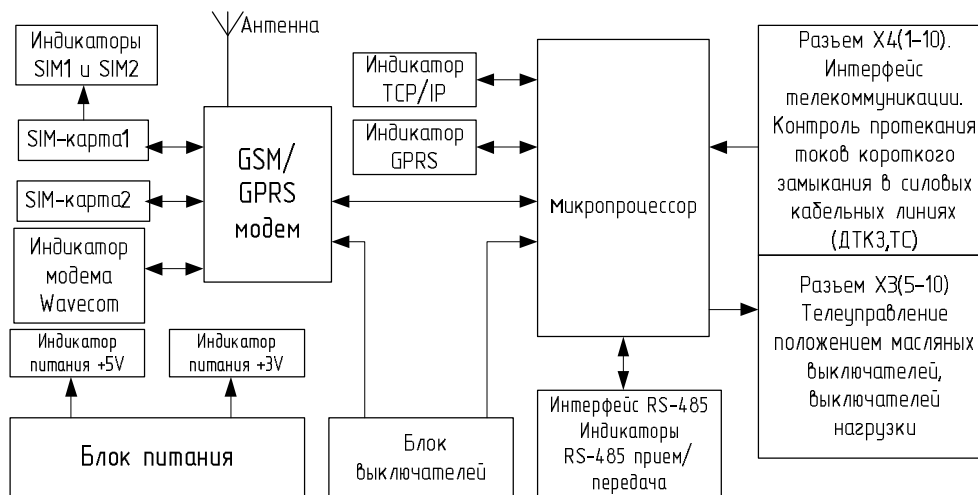 Антенна
Индикаторы
SIM1 и SIM2
SIM-карта1
SIM-карта2
Индикатор
модема
Wavecom
GSM/
GPRS
модем
Индикатор
TCP/IP
Индикатор
GPRS
Микропроцессор
Разъем X4(1-10).
Интерфейс
телекоммуникации.
Контроль протекания
токов короткого
замыкания в силовых
кабельных линиях
(ДТКЗ,ТС)
Разъем X3(5-10)
Телеуправление
положением масляных
выключателей,
выключателей
нагрузки
Индикатор
питания +5V
Индикатор
питания +3V
Блок питания
Блок
выключателей
Интерфейс RS-485
Индикаторы
RS-485 прием/
передача